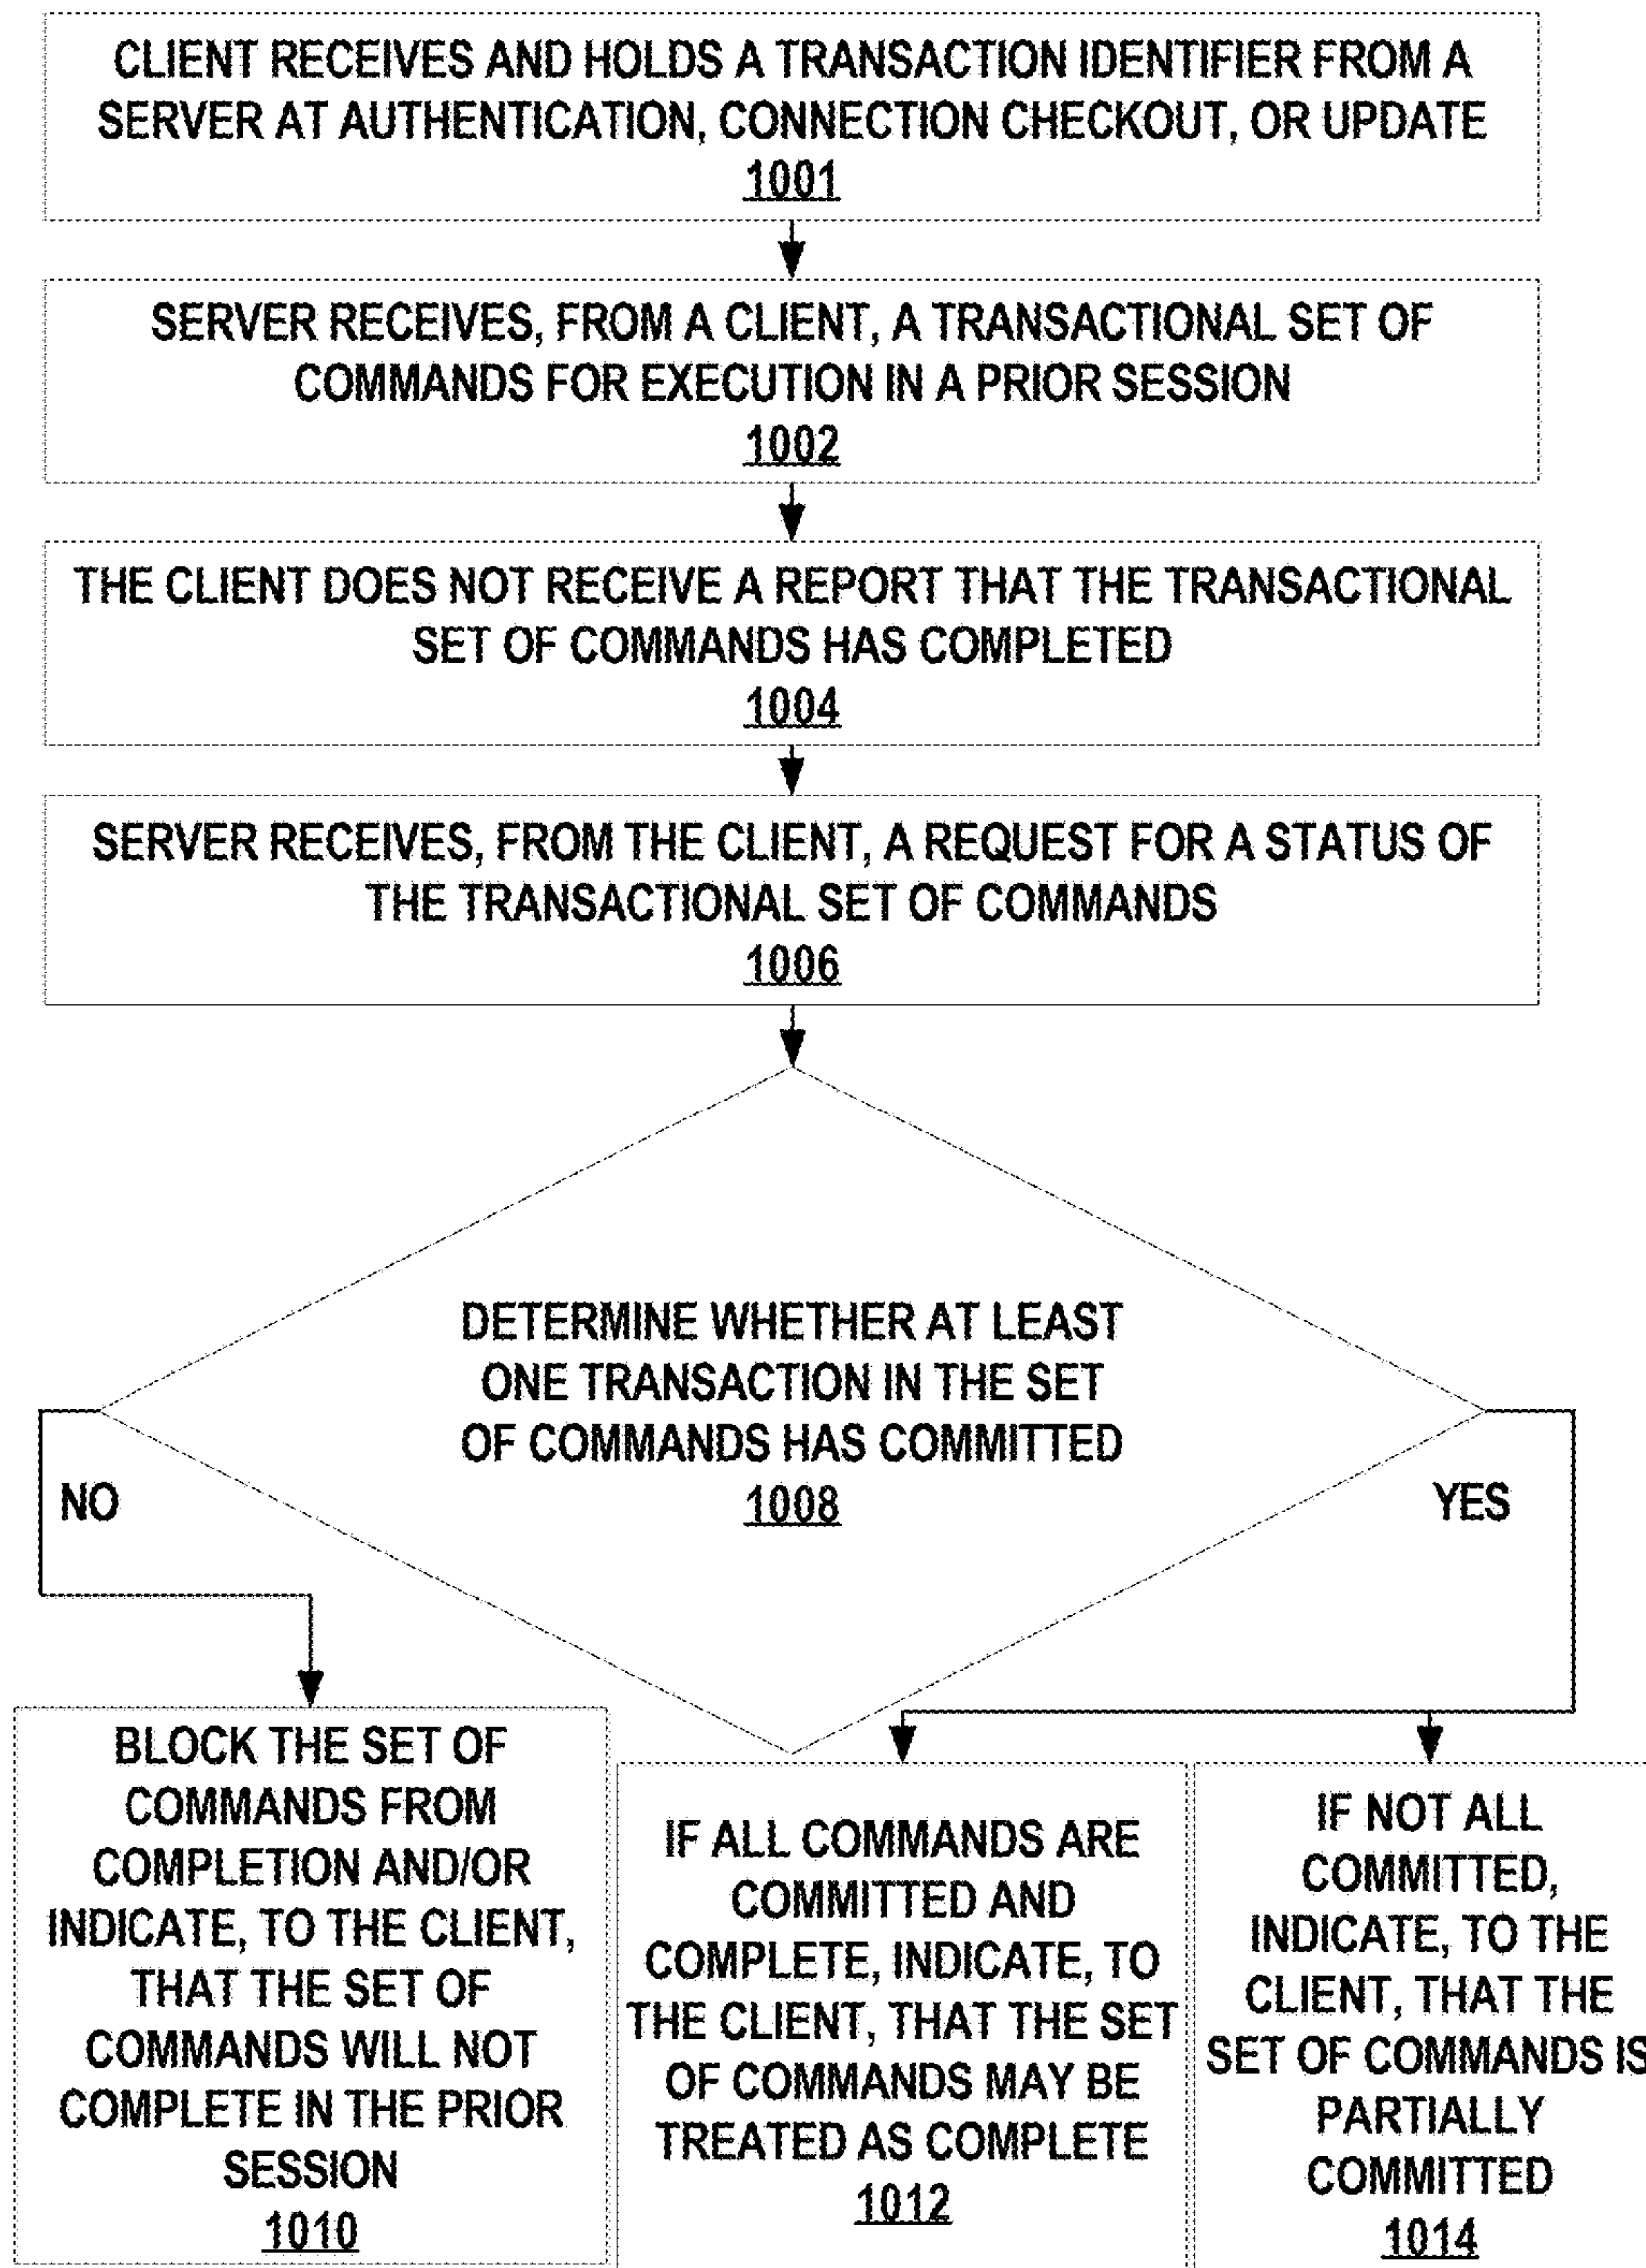 CLIENT RECEIVES AND HOLDS A TRANSACTION IDENTIFIER FROM A
SERVER AT AUTHENTICATION, CONNECTION CHECKOUT, OR UPDATE
1001
SERVER RECEIVES, FROM A CLIENT, A TRANSACTIONAL SET OF
COMMANDS FOR EXECUTION IN A PRIOR SESSION
1002
THE CLIENT DOES NOT RECEIVE A REPORT THAT THE TRANSACTIONAL
SET OF COMMANDS HAS COMPLETED
1004
SERVER RECEIVES, FROM THE CLIENT, A REQUEST FOR A STATUS OF
THE TRANSACTIONAL SET OF COMMANDS
1006
DETERMINE WHETHER AT LEAST
ONE TRANSACTION IN THE SET
OF COMMANDS HAS COMMITTED
1008
NO
YES
BLOCK THE SET OF
COMMANDS FROM
COMPLETION AND/OR
INDICATE, TO THE CLIENT,
THAT THE SET OF
COMMANDS WILL NOT
COMPLETE IN THE PRIOR
SESSION
1010
IF ALL COMMANDS ARE
COMMITTED AND
COMPLETE, INDICATE, TO
THE CLIENT, THAT THE SET
OF COMMANDS MAY BE
TREATED AS COMPLETE
1012
IF NOT ALL
COMMITTED,
INDICATE, TO THE
CLIENT, THAT THE
SET OF COMMANDS IS
PARTIALLY
COMMITTED
1014